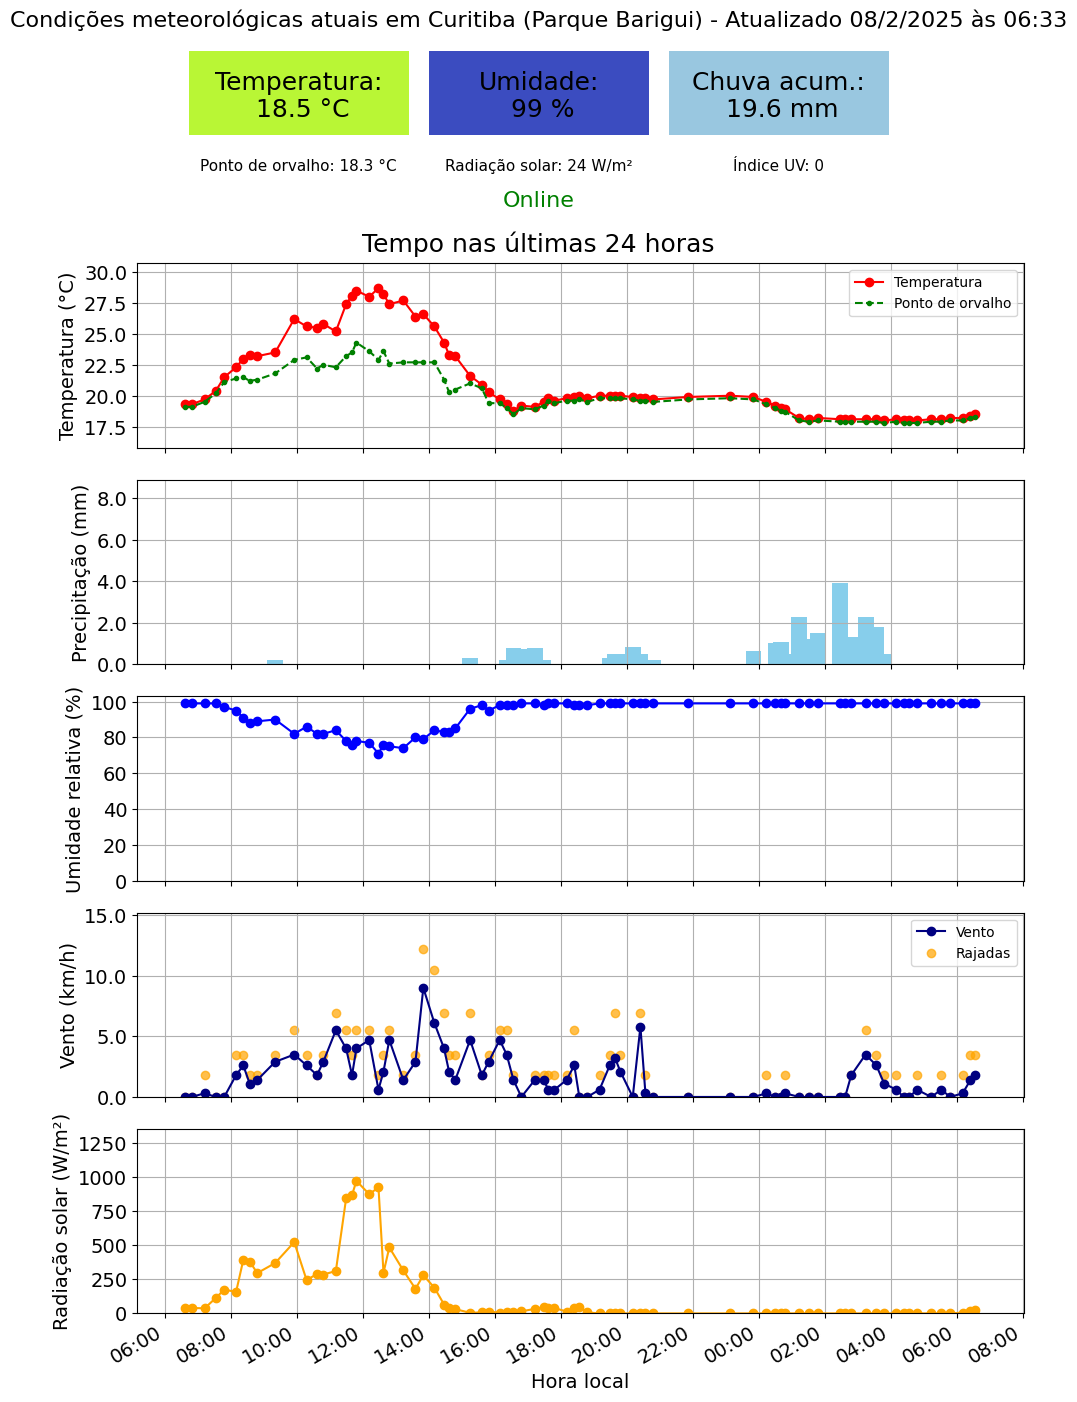 Condições meteorológicas atuais em Curitiba (Parque Barigui) - Atualizado 08/2/2025 às 06:33
Temperatura:
18.5 °C
Umidade:
99 %
Chuva acum.:
19.6 mm
Ponto de orvalho: 18.3 °C
Radiação solar: 24 W/m²
Índice UV: 0
Online
Tempo nas últimas 24 horas
Temperatura (°C)
30.0
27.5
25.0
22.5
20.0
17.5
Temperatura
Ponto de orvalho
Precipitação (mm)
8.0
6.0
4.0
2.0
0.0
Umidade relativa (%)
100
80
60
40
20
0
Vento (km/h)
15.0
10.0
5.0
0.0
Vento
Rajadas
Radiação solar (W/m²)
1250
1000
750
500
250
0
06:00
08:00
10:00
12:00
14:00
16:00
18:00
20:00
22:00
00:00
02:00
04:00
06:00
08:00
Hora local